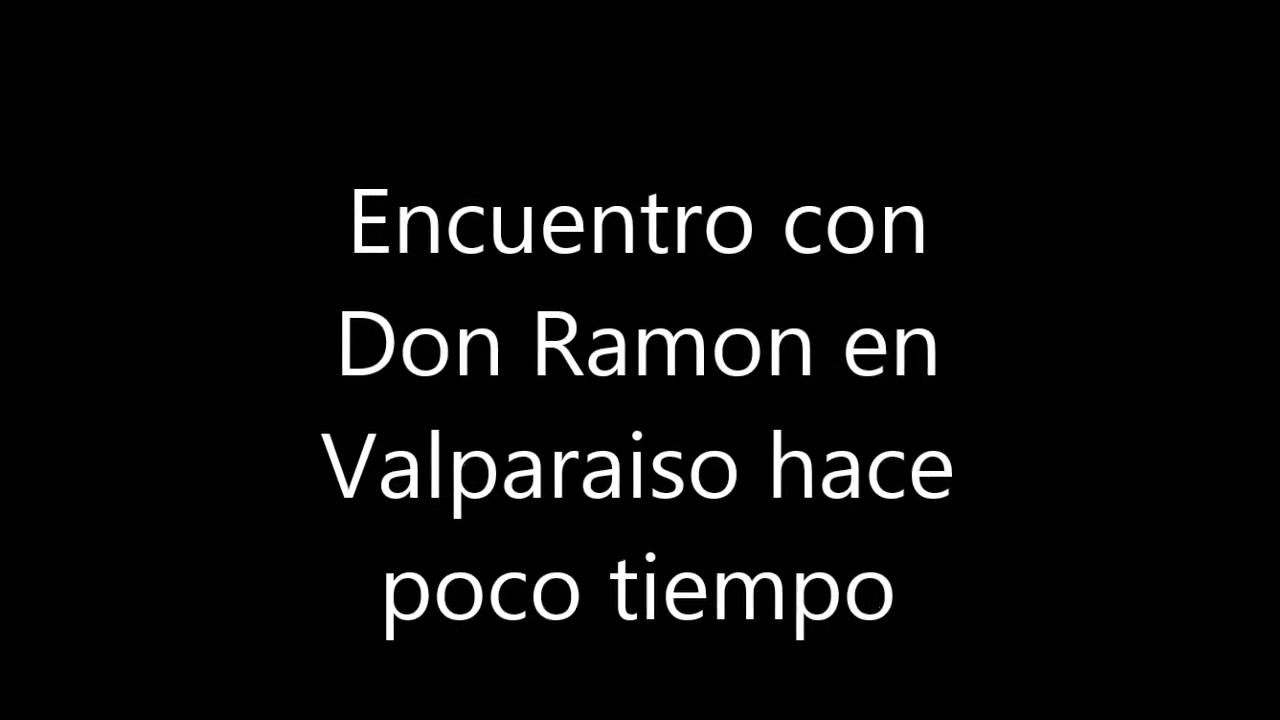 Encuentro con
Don Ramon en
Valparaiso hace
poco tiempo